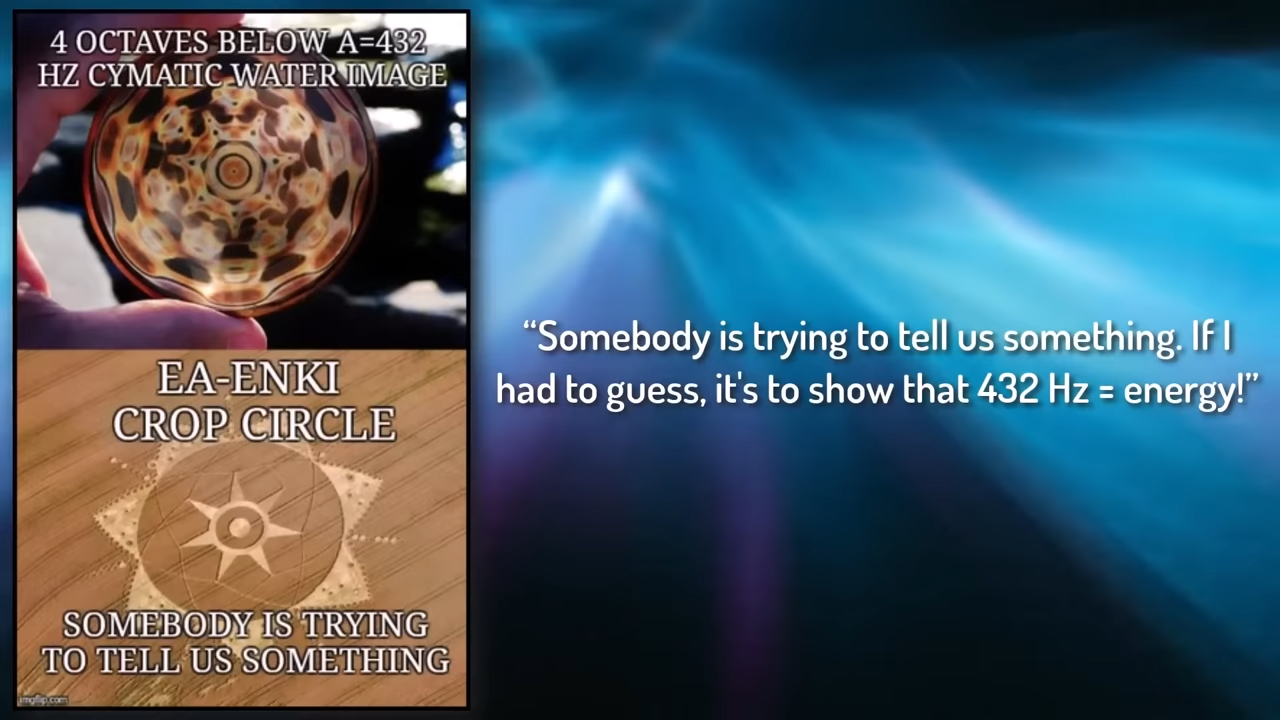 4 OCTAVES BELOW A=432
HZ CYMATIC WATER IMAGE
EA-ENKI
CROP CIRCLE
SOMEBODY IS TRYING
TO TELL US SOMETHING
imgflip.com
“Somebody is trying to tell us something. If I
had to guess, it's to show that 432 Hz = energy!”